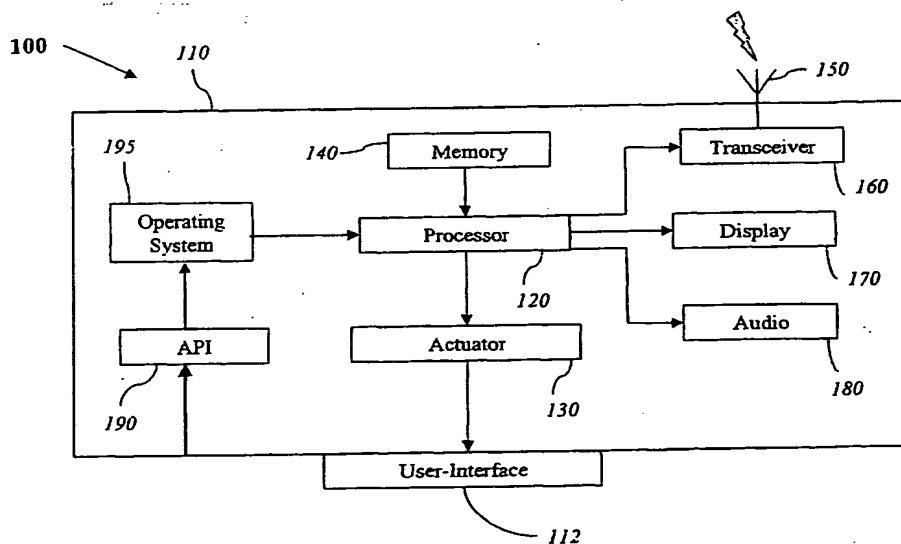 100
110
150
195
140
Memory
Transceiver
160
Operating
System
Processor
120
Display
170
API
190
Actuator
130
Audio
180
User-Interface
112